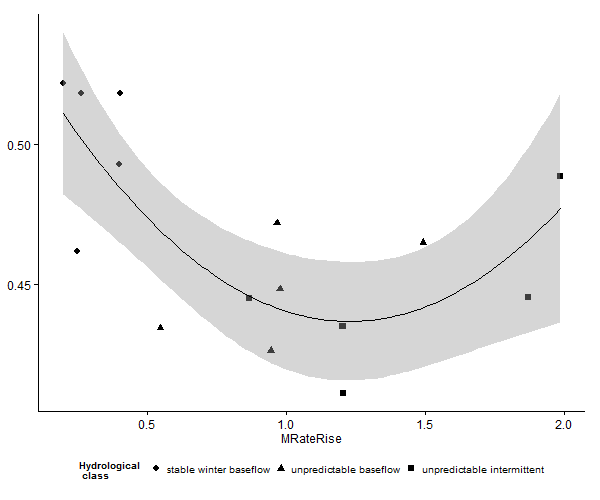 0.50
0.45
0.5 1.0 1.5 2.0
MRateRise
Hydrological
class
stable winter baseflow unpredictable baseflow unpredictable intermittent